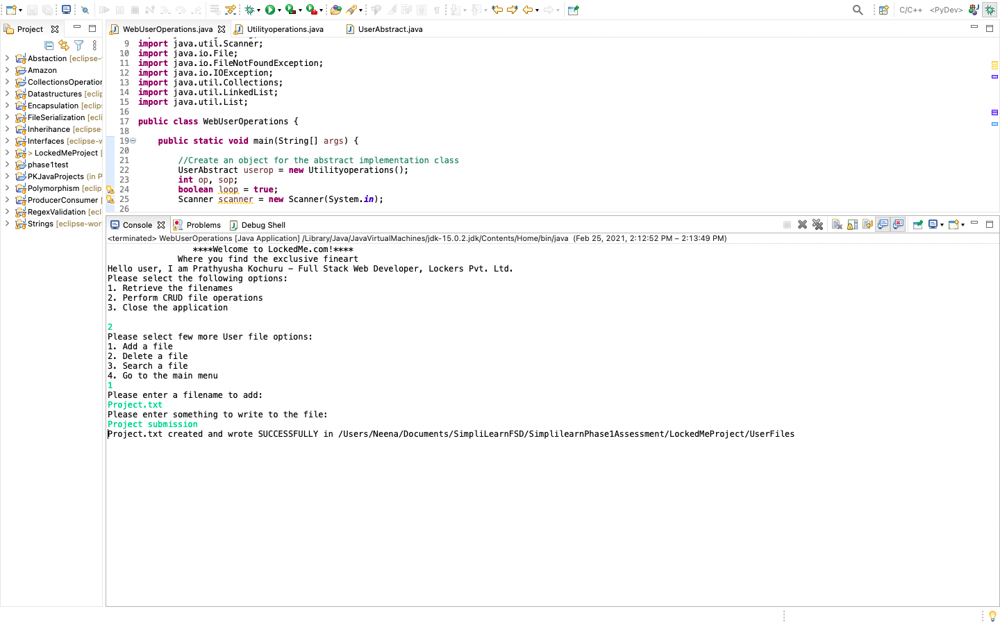 C/C++ <PyDev>
Project
Abstaction [eclipse-
Amazon
CollectionsOperation
Datastructures [eclip
Encapsulation [eclip
FileSerialization [ecli
Inherihance [eclipse-
Interfaces [eclipse-w
> LockedMeProject [
phase1test
PKJavaProjects (in P
Polymorphism [eclip
ProducerConsumer [
RegexValidation [ecl
Strings [eclipse-wor
WebUserOperations.java Utilityoperations.java UserAbstract.java
9 import java.util.Scanner;
10 import java.io.File;
11 import java.io.FileNotFoundException;
12 import java.io.IOException;
13 import java.util.Collections;
14 import java.util.LinkedList;
15 import java.util.List;
16
17 public class WebUserOperations {
18
19 public static void main(String[] args) {
20
21 //Create an object for the abstract implementation class
22 UserAbstract userop = new Utilityoperations();
23 int op, sop;
24 boolean loop = true;
25 Scanner scanner = new Scanner(System.in);
26
Console Problems Debug Shell
<terminated> WebUserOperations [Java Application] /Library/Java/JavaVirtualMachines/jdk-15.0.2.jdk/Contents/Home/bin/java (Feb 25, 2021, 2:12:52 PM – 2:13:49 PM)
****Welcome to LockedMe.com!****
Where you find the exclusive fineart
Hello user, I am Prathyusha Kochuru - Full Stack Web Developer, Lockers Pvt. Ltd.
Please select the following options:
1. Retrieve the filenames
2. Perform CRUD file operations
3. Close the application
2
Please select few more User file options:
1. Add a file
2. Delete a file
3. Search a file
4. Go to the main menu
1
Please enter a filename to add:
Project.txt
Please enter something to write to the file:
Project submission
Project.txt created and wrote SUCCESSFULLY in /Users/Neena/Documents/SimpliLearnFSD/SimplilearnPhase1Assessment/LockedMeProject/UserFiles